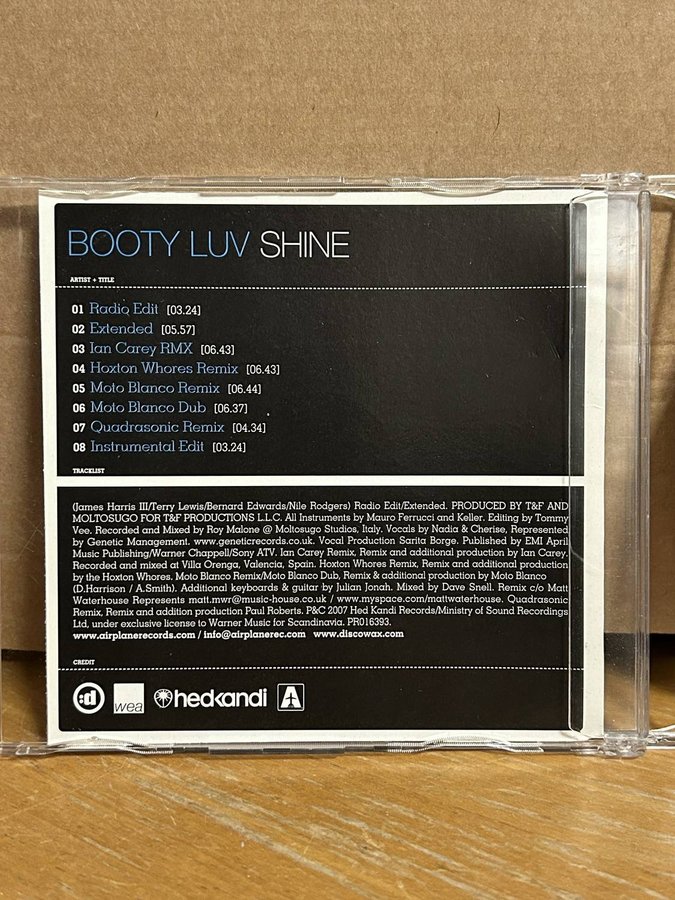 BOOTY LUV SHINE
ARTIST + TITLE
01 Radio Edit [03.24]
02 Extended [05.57]
03 Ian Carey RMX [06.43]
04 Hoxton Whores Remix [06.43]
05 Moto Blanco Remix [06.44]
06 Moto Blanco Dub [06.37]
07 Quadrasonic Remix [04.34]
08 Instrumental Edit [03.24]
TRACKLIST
(James Harris III/Terry Lewis/Bernard Edwards/Nile Rodgers) Radio Edit/Extended. PRODUCED BY T&F AND
MOLTOSUGO FOR T&F PRODUCTIONS L.L.C. All Instruments by Mauro Ferrucci and Keller. Editing by Tommy
Vee. Recorded and Mixed by Roy Malone @ Moltosugo Studios, Italy. Vocals by Nadia & Cherise, Represented
by Genetic Management. www.geneticrecords.co.uk. Vocal Production Sarita Borge. Published by EMI April
Music Publishing/Warner Chappell/Sony ATV. Ian Carey Remix, Remix and additional production by Ian Carey.
Recorded and mixed at Villa Orenga, Valencia, Spain. Hoxton Whores Remix, Remix and additional production
by the Hoxton Whores. Moto Blanco Remix/Moto Blanco Dub, Remix & additional production by Moto Blanco
(D.Harrison / A.Smith). Additional keyboards & guitar by Julian Jonah. Mixed by Dave Snell. Remix c/o Matt
Waterhouse Represents matt.mwr@music-house.co.uk / www.myspace.com/mattwaterhouse. Quadrasonic
Remix, Remix and addition production Paul Roberts. P&C 2007 Hed Kandi Records/Ministry of Sound Recordings
Ltd, under exclusive license to Warner Music for Scandinavia. PR016393.
www.airplanerecords.com / info@airplanerec.com www.discowax.com
CREDIT
:d wea hedkandi A